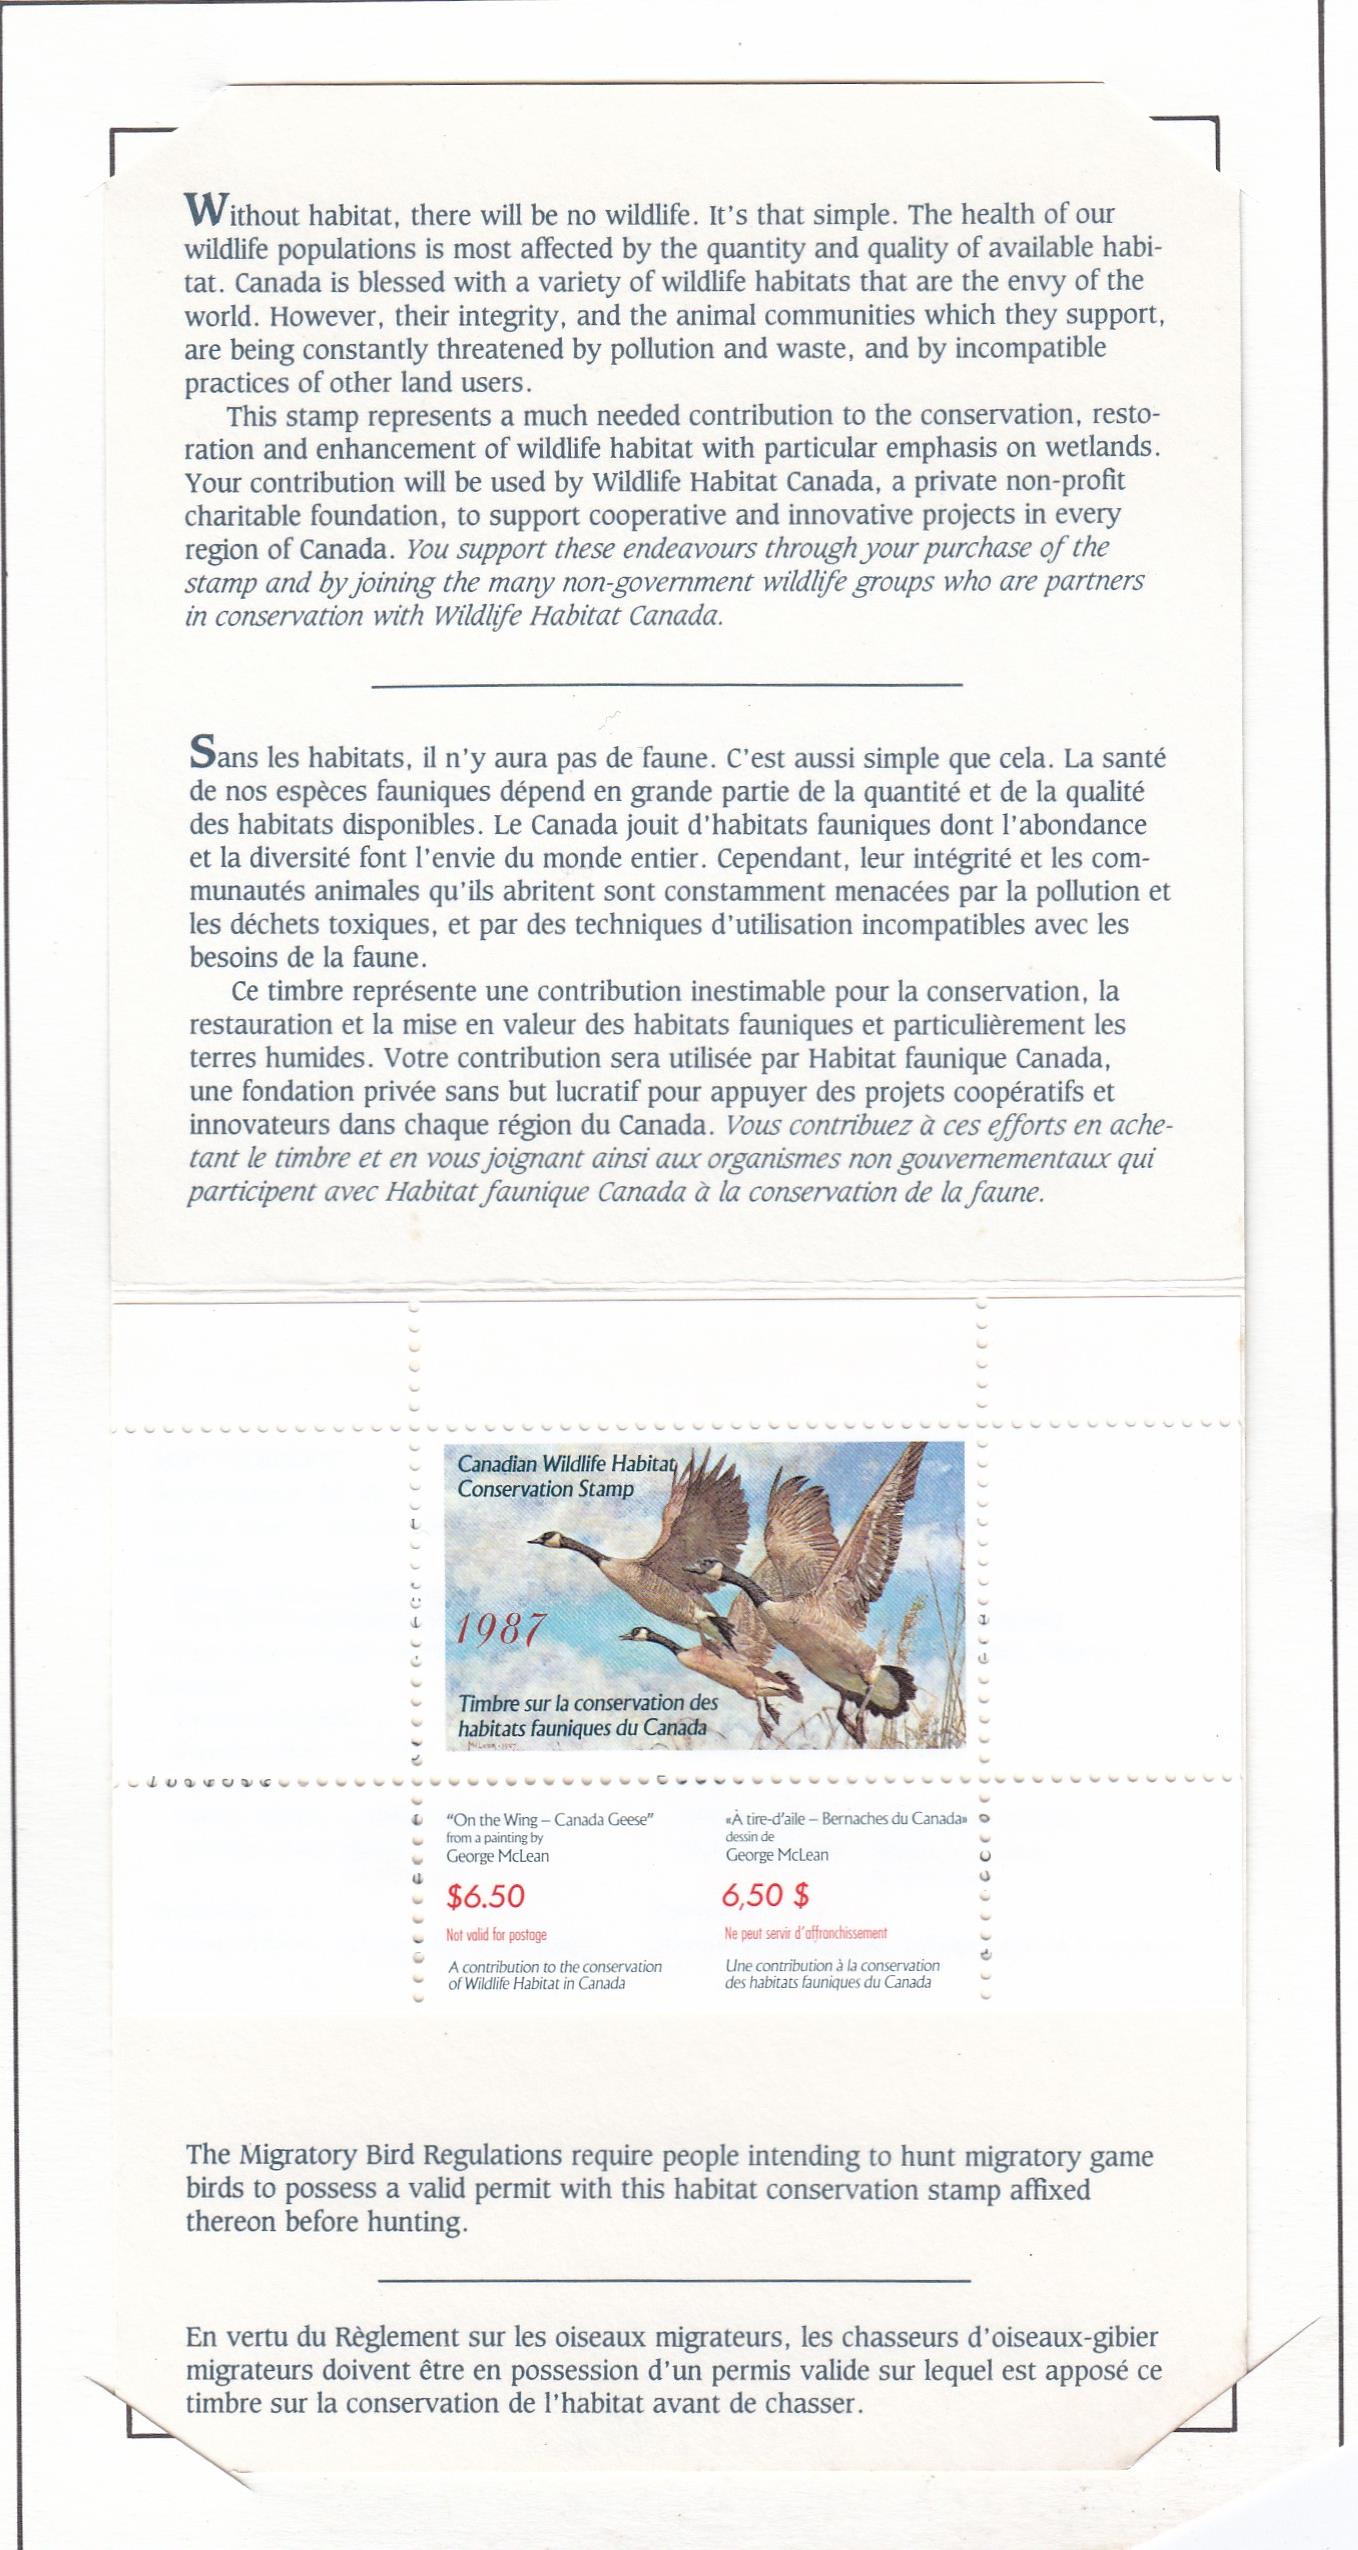 Without habitat, there will be no wildlife. It's that simple. The health of our
wildlife populations is most affected by the quantity and quality of available habi-
tat. Canada is blessed with a variety of wildlife habitats that are the envy of the
world. However, their integrity, and the animal communities which they support,
are being constantly threatened by pollution and waste, and by incompatible
practices of other land users.
This stamp represents a much needed contribution to the conservation, resto-
ration and enhancement of wildlife habitat with particular emphasis on wetlands.
Your contribution will be used by Wildlife Habitat Canada, a private non-profit
charitable foundation, to support cooperative and innovative projects in every
region of Canada. You support these endeavours through your purchase of the
stamp and by joining the many non-government wildlife groups who are partners
in conservation with Wildlife Habitat Canada.
Sans les habitats, il n'y aura pas de faune. C'est aussi simple que cela. La santé
de nos espèces fauniques dépend en grande partie de la quantité et de la qualité
des habitats disponibles. Le Canada jouit d'habitats fauniques dont l'abondance
et la diversité font l'envie du monde entier. Cependant, leur intégrité et les com-
munautés animales qu'ils abritent sont constamment menacées par la pollution et
les déchets toxiques, et par des techniques d'utilisation incompatibles avec les
besoins de la faune.
Ce timbre représente une contribution inestimable pour la conservation, la
restauration et la mise en valeur des habitats fauniques et particulièrement les
terres humides. Votre contribution sera utilisée par Habitat faunique Canada,
une fondation privée sans but lucratif pour appuyer des projets coopératifs et
innovateurs dans chaque région du Canada. Vous contribuez à ces efforts en ache-
tant le timbre et en vous joignant ainsi aux organismes non gouvernementaux qui
participent avec Habitat faunique Canada à la conservation de la faune.
Canadian Wildlife Habitat
Conservation Stamp
1987
Timbre sur la conservation des
habitats fauniques du Canada
McLean · 1987
"On the Wing – Canada Geese"
from a painting by
George McLean
$6.50
Not valid for postage
A contribution to the conservation
of Wildlife Habitat in Canada
«À tire-d'aile – Bernaches du Canada»
dessin de
George McLean
6,50 $
Ne peut servir d'affranchissement
Une contribution à la conservation
des habitats fauniques du Canada
The Migratory Bird Regulations require people intending to hunt migratory game
birds to possess a valid permit with this habitat conservation stamp affixed
thereon before hunting.
En vertu du Règlement sur les oiseaux migrateurs, les chasseurs d'oiseaux-gibier
migrateurs doivent être en possession d'un permis valide sur lequel est apposé ce
timbre sur la conservation de l'habitat avant de chasser.